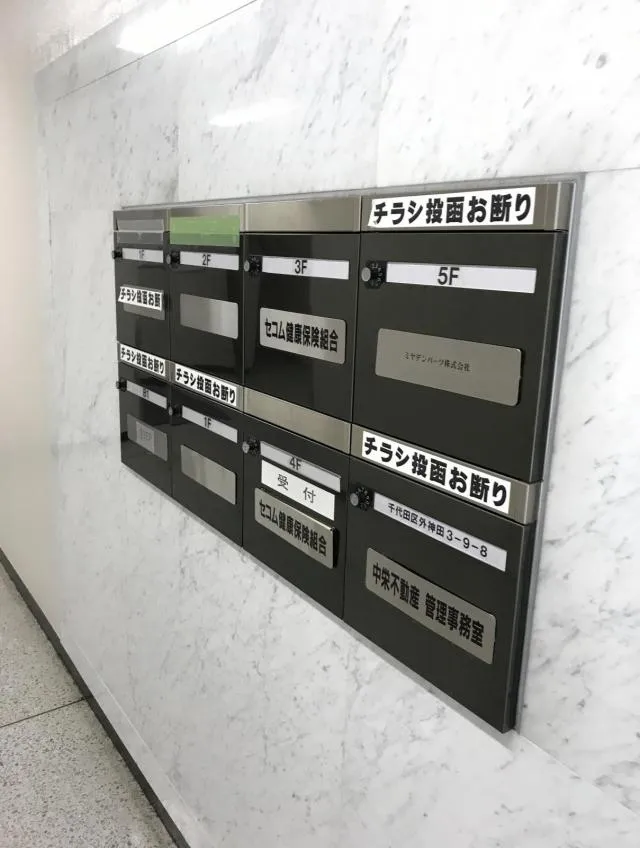 チラシ投函お断り
1F
2F
3F
5F
チラシ投函お断
セコム健康保険組合
ミヤデンパーツ株式会社
チラシ投函お断り
チラシ投函お断り
チラシ投函お断り
B1
1F
4F
千代田区外神田3-9-8
受付
セコム健康保険組合
中栄不動産 管理事務室